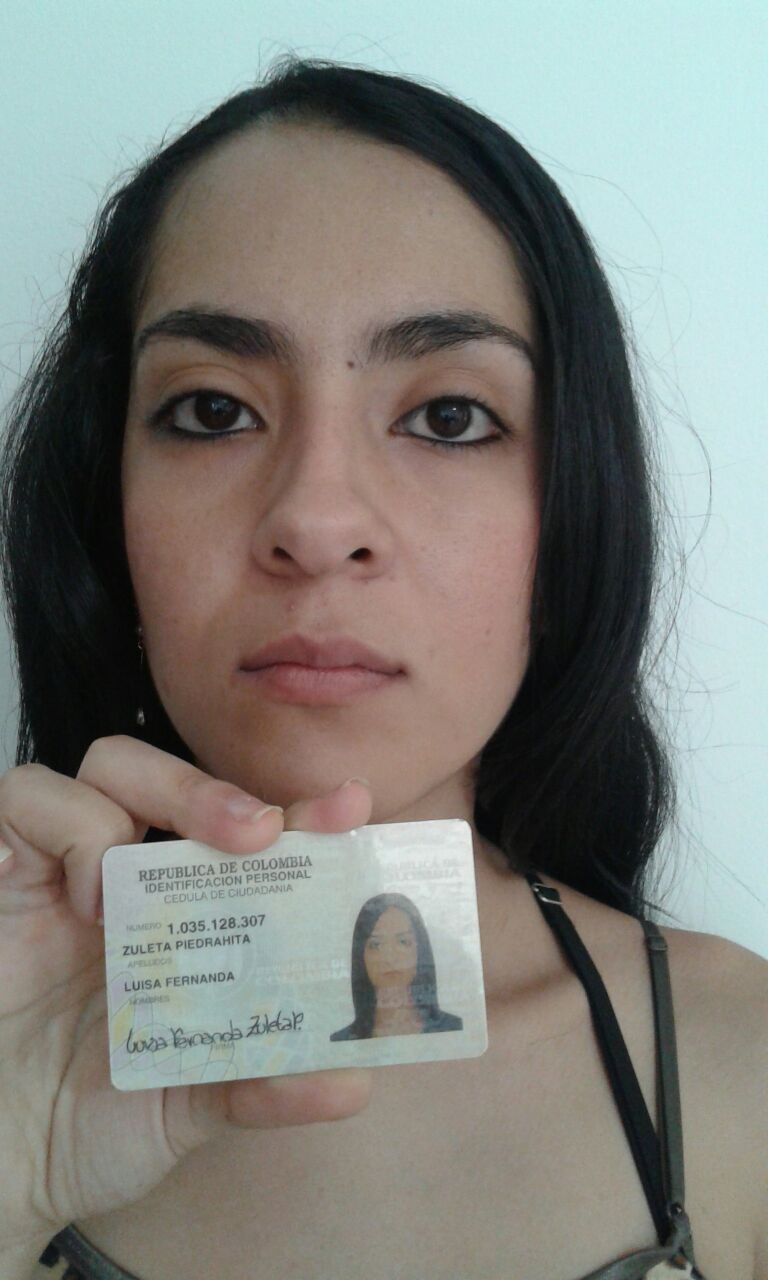 REPUBLICA DE COLOMBIA
IDENTIFICACION PERSONAL
CEDULA DE CIUDADANIA
NUMERO 1.035.128.307
ZULETA PIEDRAHITA
APELLIDOS
LUISA FERNANDA
NOMBRES
Luisa Fernanda Zuleta P.
FIRMA